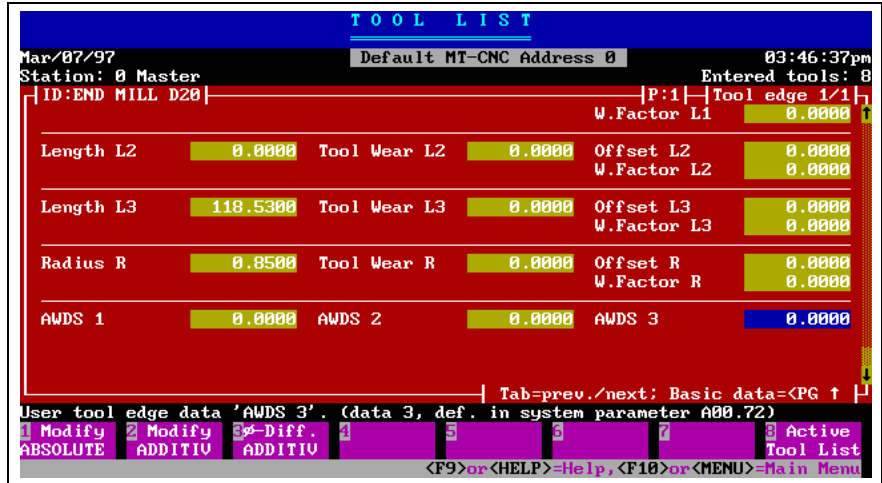 TOOL LIST
Mar/07/97 Default MT-CNC Address 0 03:46:37pm
Station: 0 Master Entered tools: 8
ID:END MILL D20 P:1 Tool edge 1/1
W.Factor L1 0.0000 ↑
Length L2 0.0000 Tool Wear L2 0.0000 Offset L2 0.0000
W.Factor L2 0.0000
Length L3 118.5300 Tool Wear L3 0.0000 Offset L3 0.0000
W.Factor L3 0.0000
Radius R 0.8500 Tool Wear R 0.0000 Offset R 0.0000
W.Factor R 0.0000
AWDS 1 0.0000 AWDS 2 0.0000 AWDS 3 0.0000
↓
Tab=prev./next; Basic data=<PG ↑
User tool edge data 'AWDS 3'. (data 3, def. in system parameter A00.72)
1 Modify 2 Modify 3ø-Diff. 4 5 6 7 8 Active
ABSOLUTE ADDITIV ADDITIV Tool List
<F9>or<HELP>=Help,<F10>or<MENU>=Main Menu